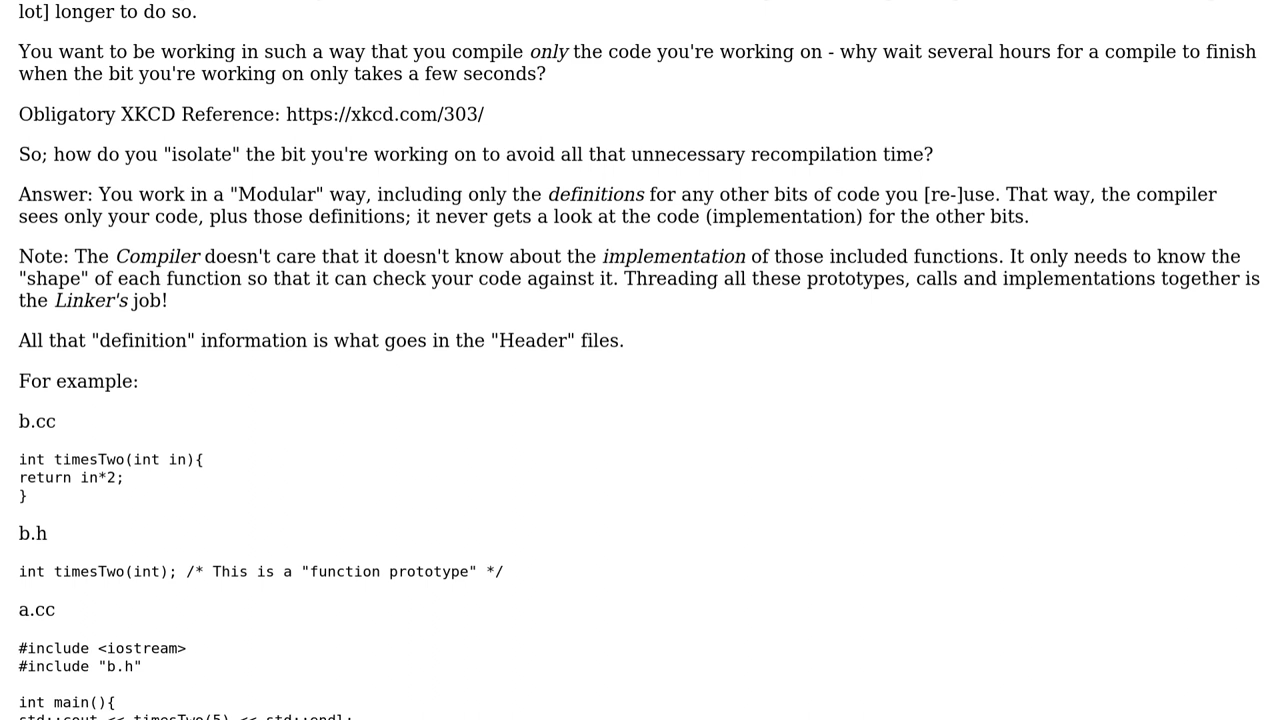 lot] longer to do so.
You want to be working in such a way that you compile only the code you're working on - why wait several hours for a compile to finish
when the bit you're working on only takes a few seconds?
Obligatory XKCD Reference: https://xkcd.com/303/
So; how do you "isolate" the bit you're working on to avoid all that unnecessary recompilation time?
Answer: You work in a "Modular" way, including only the definitions for any other bits of code you [re-]use. That way, the compiler
sees only your code, plus those definitions; it never gets a look at the code (implementation) for the other bits.
Note: The Compiler doesn't care that it doesn't know about the implementation of those included functions. It only needs to know the
"shape" of each function so that it can check your code against it. Threading all these prototypes, calls and implementations together is
the Linker's job!
All that "definition" information is what goes in the "Header" files.
For example:
b.cc
int timesTwo(int in){
return in*2;
}
b.h
int timesTwo(int); /* This is a "function prototype" */
a.cc
#include <iostream>
#include "b.h"
int main(){
std::cout << timesTwo(5) << std::endl;